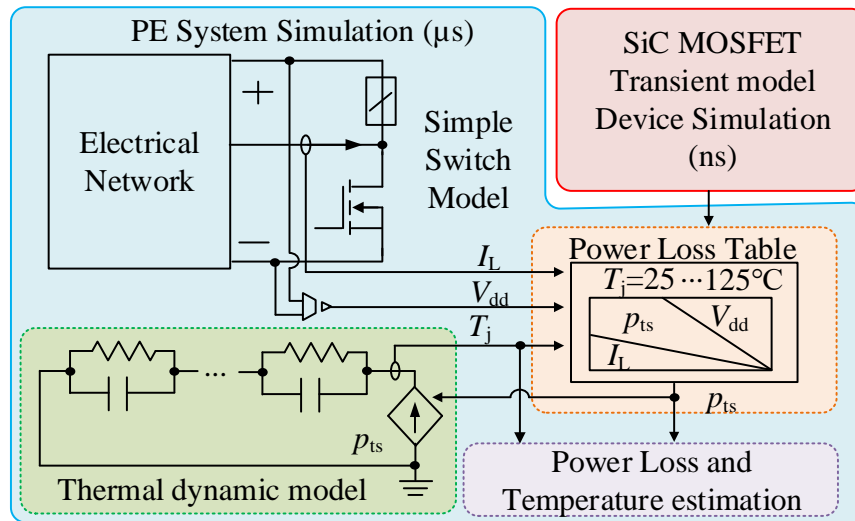 PE System Simulation (μs)
SiC MOSFET
Transient model
Device Simulation
(ns)
Electrical
Network
+
−
Simple
Switch
Model
I_L
V_dd
T_j
Power Loss Table
T_j=25 ···125°C
p_ts
V_dd
I_L
p_ts
...
p_ts
Thermal dynamic model
Power Loss and
Temperature estimation